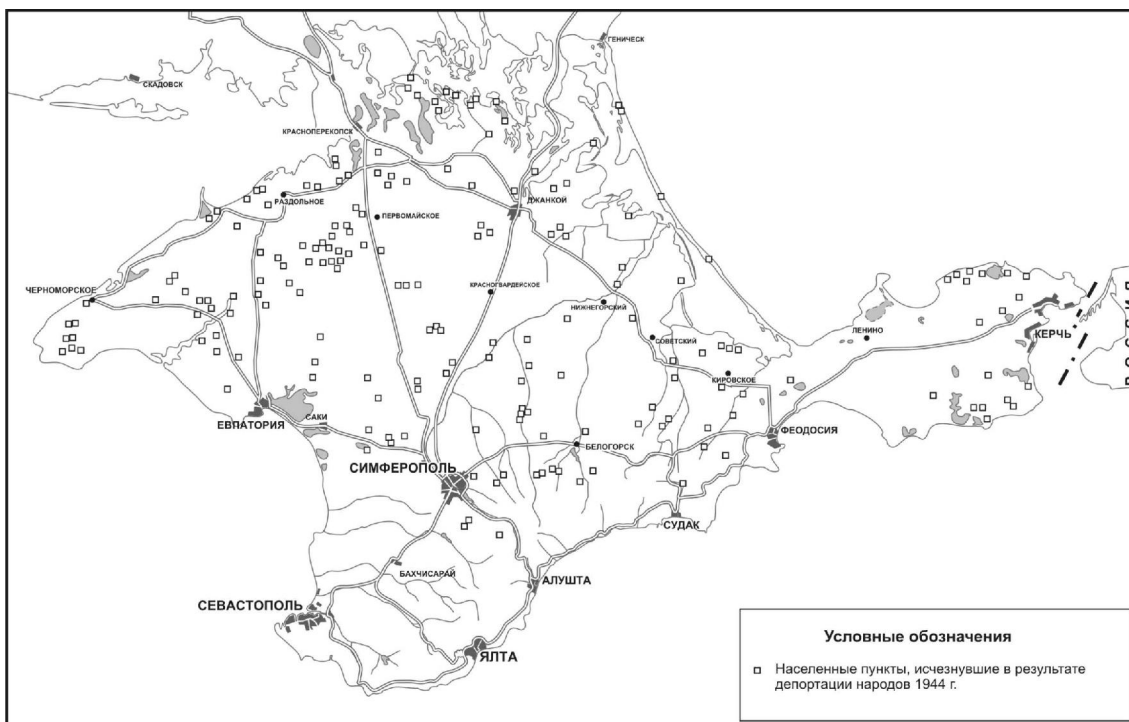 ГЕНИЧЕСК
СКАДОВСК
КРАСНОПЕРЕКОПСК
РАЗДОЛЬНОЕ
ПЕРВОМАЙСКОЕ
ДЖАНКОЙ
ЧЕРНОМОРСКОЕ
КРАСНОГВАРДЕЙСКОЕ
НИЖНЕГОРСКИЙ
СОВЕТСКИЙ
ЛЕНИНО
КЕРЧЬ
РОССИЯ
КИРОВСКОЕ
ЕВПАТОРИЯ
САКИ
ФЕОДОСИЯ
БЕЛОГОРСК
СИМФЕРОПОЛЬ
СУДАК
БАХЧИСАРАЙ
АЛУШТА
СЕВАСТОПОЛЬ
ЯЛТА
Условные обозначения
Населенные пункты, исчезнувшие в результате
депортации народов 1944 г.